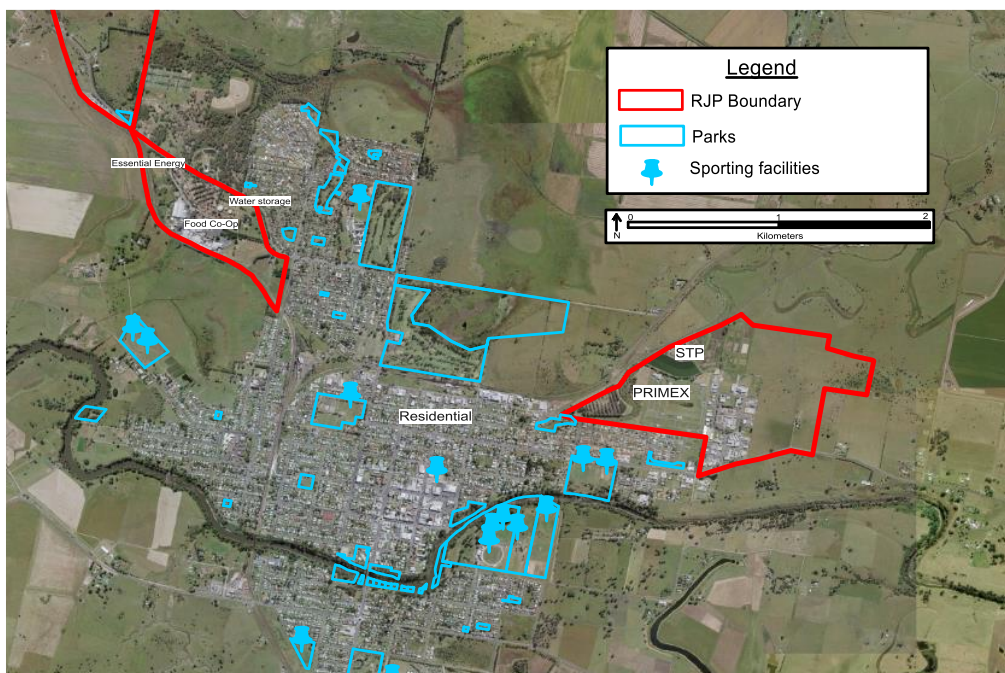 Legend
RJP Boundary
Parks
Sporting facilities
0 1 2
N
Kilometers
Essential Energy
Water storage
Food Co-Op
STP
PRIMEX
Residential